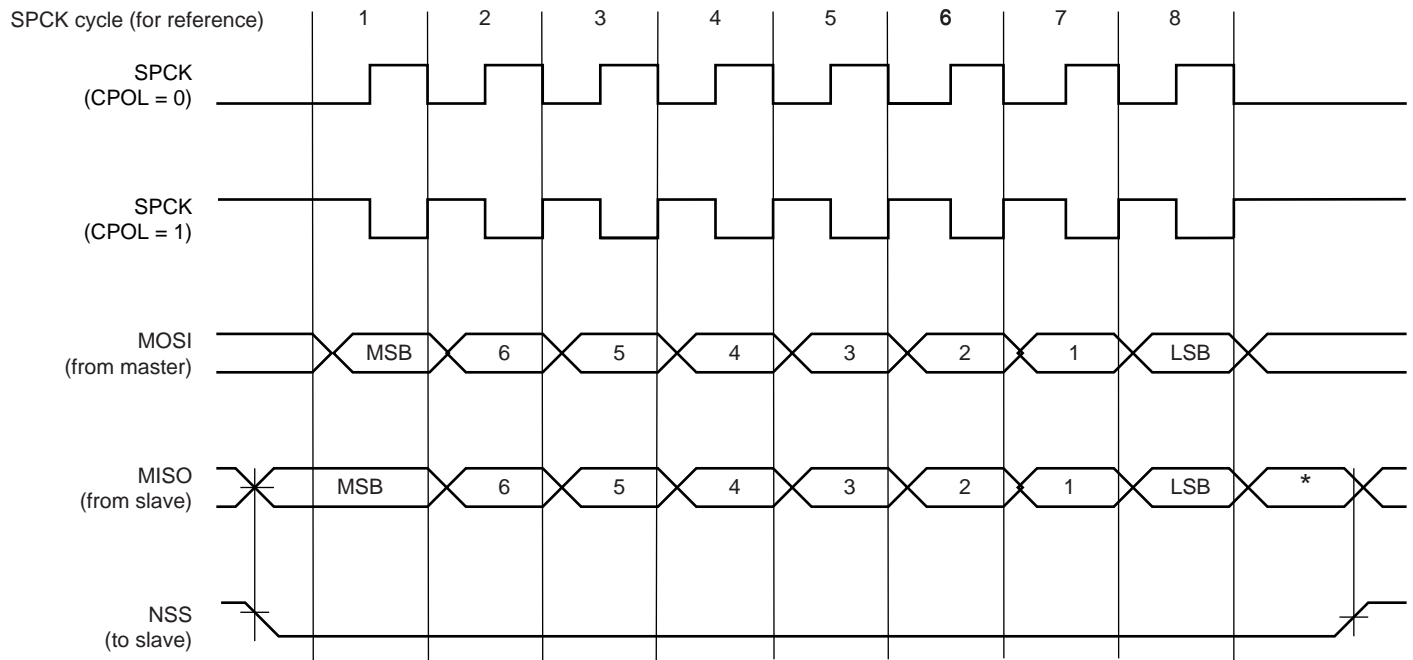 SPCK cycle (for reference) 1 2 3 4 5 6 7 8
SPCK
(CPOL = 0)
SPCK
(CPOL = 1)
MOSI
(from master)
MSB 6 5 4 3 2 1 LSB
MISO
(from slave)
MSB 6 5 4 3 2 1 LSB *
NSS
(to slave)